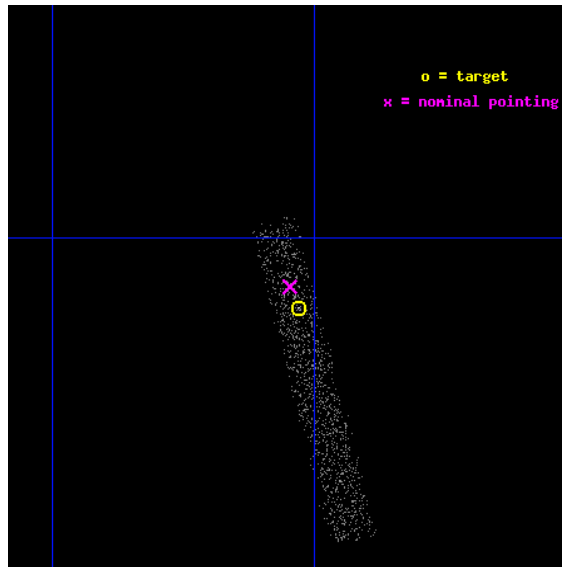 o = target
x = nominal pointing